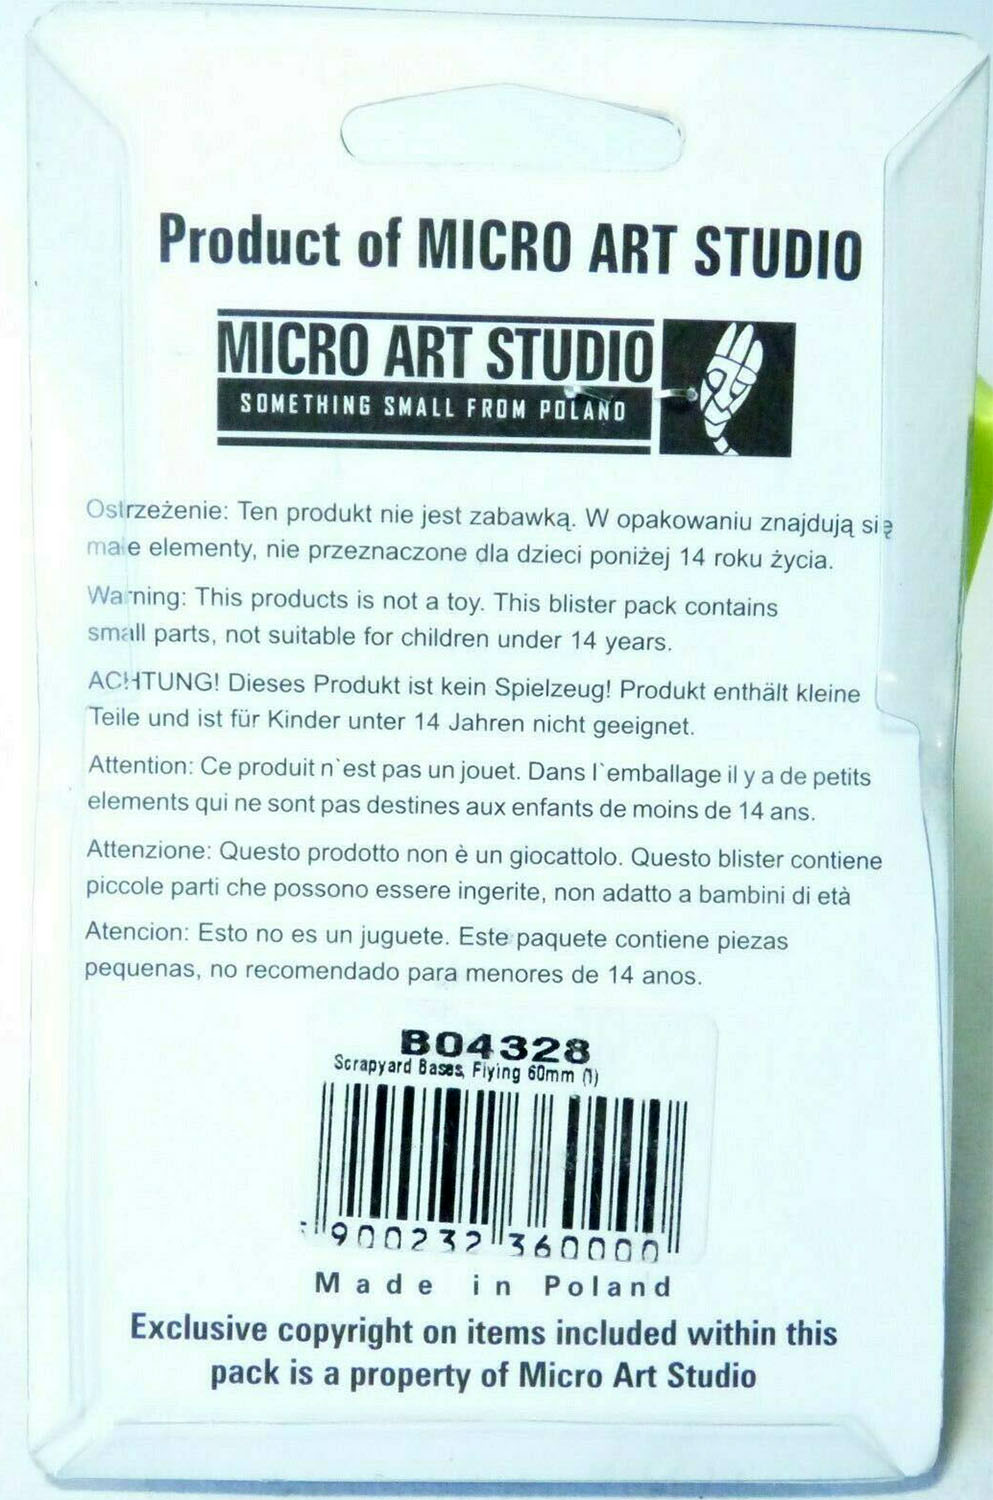 Product of MICRO ART STUDIO
MICRO ART STUDIO
SOMETHING SMALL FROM POLAND
Ostrzeżenie: Ten produkt nie jest zabawką. W opakowaniu znajdują się
małe elementy, nie przeznaczone dla dzieci poniżej 14 roku życia.
Warning: This products is not a toy. This blister pack contains
small parts, not suitable for children under 14 years.
ACHTUNG! Dieses Produkt ist kein Spielzeug! Produkt enthält kleine
Teile und ist für Kinder unter 14 Jahren nicht geeignet.
Attention: Ce produit n`est pas un jouet. Dans l`emballage il y a de petits
elements qui ne sont pas destines aux enfants de moins de 14 ans.
Attenzione: Questo prodotto non è un giocattolo. Questo blister contiene
piccole parti che possono essere ingerite, non adatto a bambini di età
Atencion: Esto no es un juguete. Este paquete contiene piezas
pequenas, no recomendado para menores de 14 anos.
B04328
Scrapyard Bases, Flying 60mm (1)
900232 360000
Made in Poland
Exclusive copyright on items included within this
pack is a property of Micro Art Studio